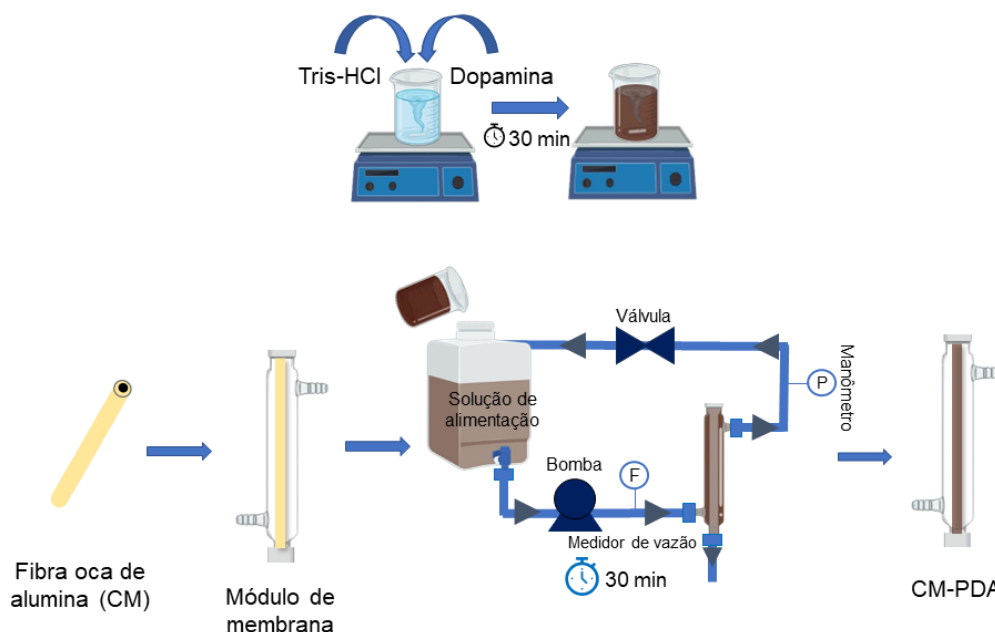 Tris-HCl
Dopamina
30 min
Válvula
Manômetro
P
Solução de
alimentação
Bomba
F
Medidor de vazão
30 min
Fibra oca de
alumina (CM)
Módulo de
membrana
CM-PDA